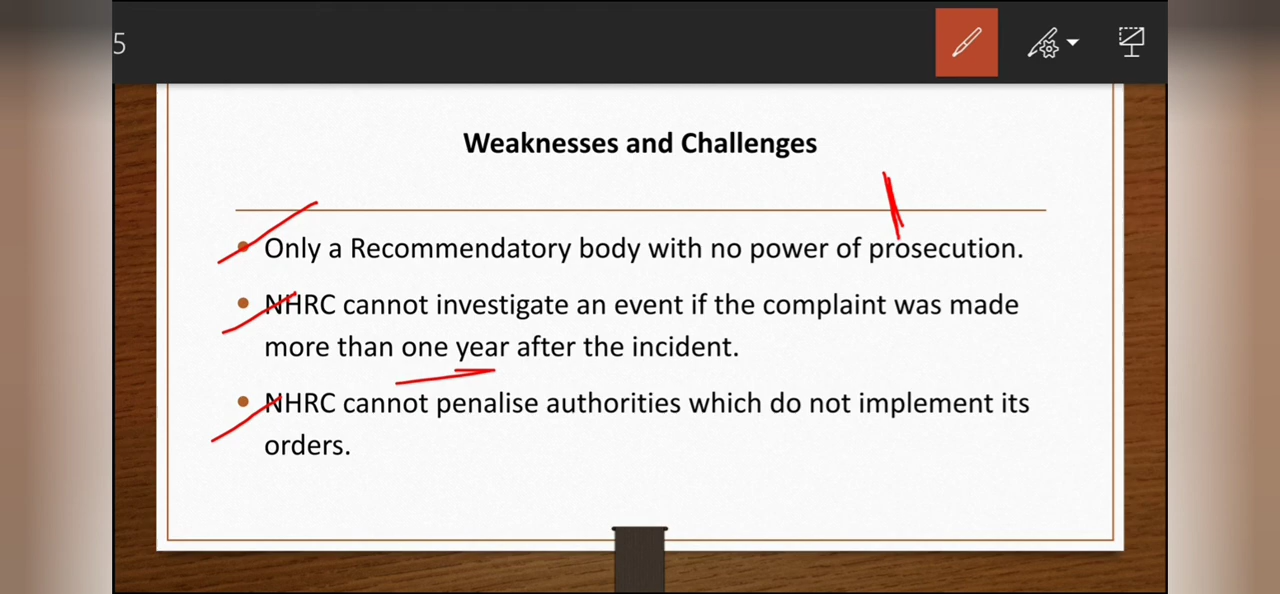 5
Weaknesses and Challenges
Only a Recommendatory body with no power of prosecution.
NHRC cannot investigate an event if the complaint was made
more than one year after the incident.
NHRC cannot penalise authorities which do not implement its
orders.